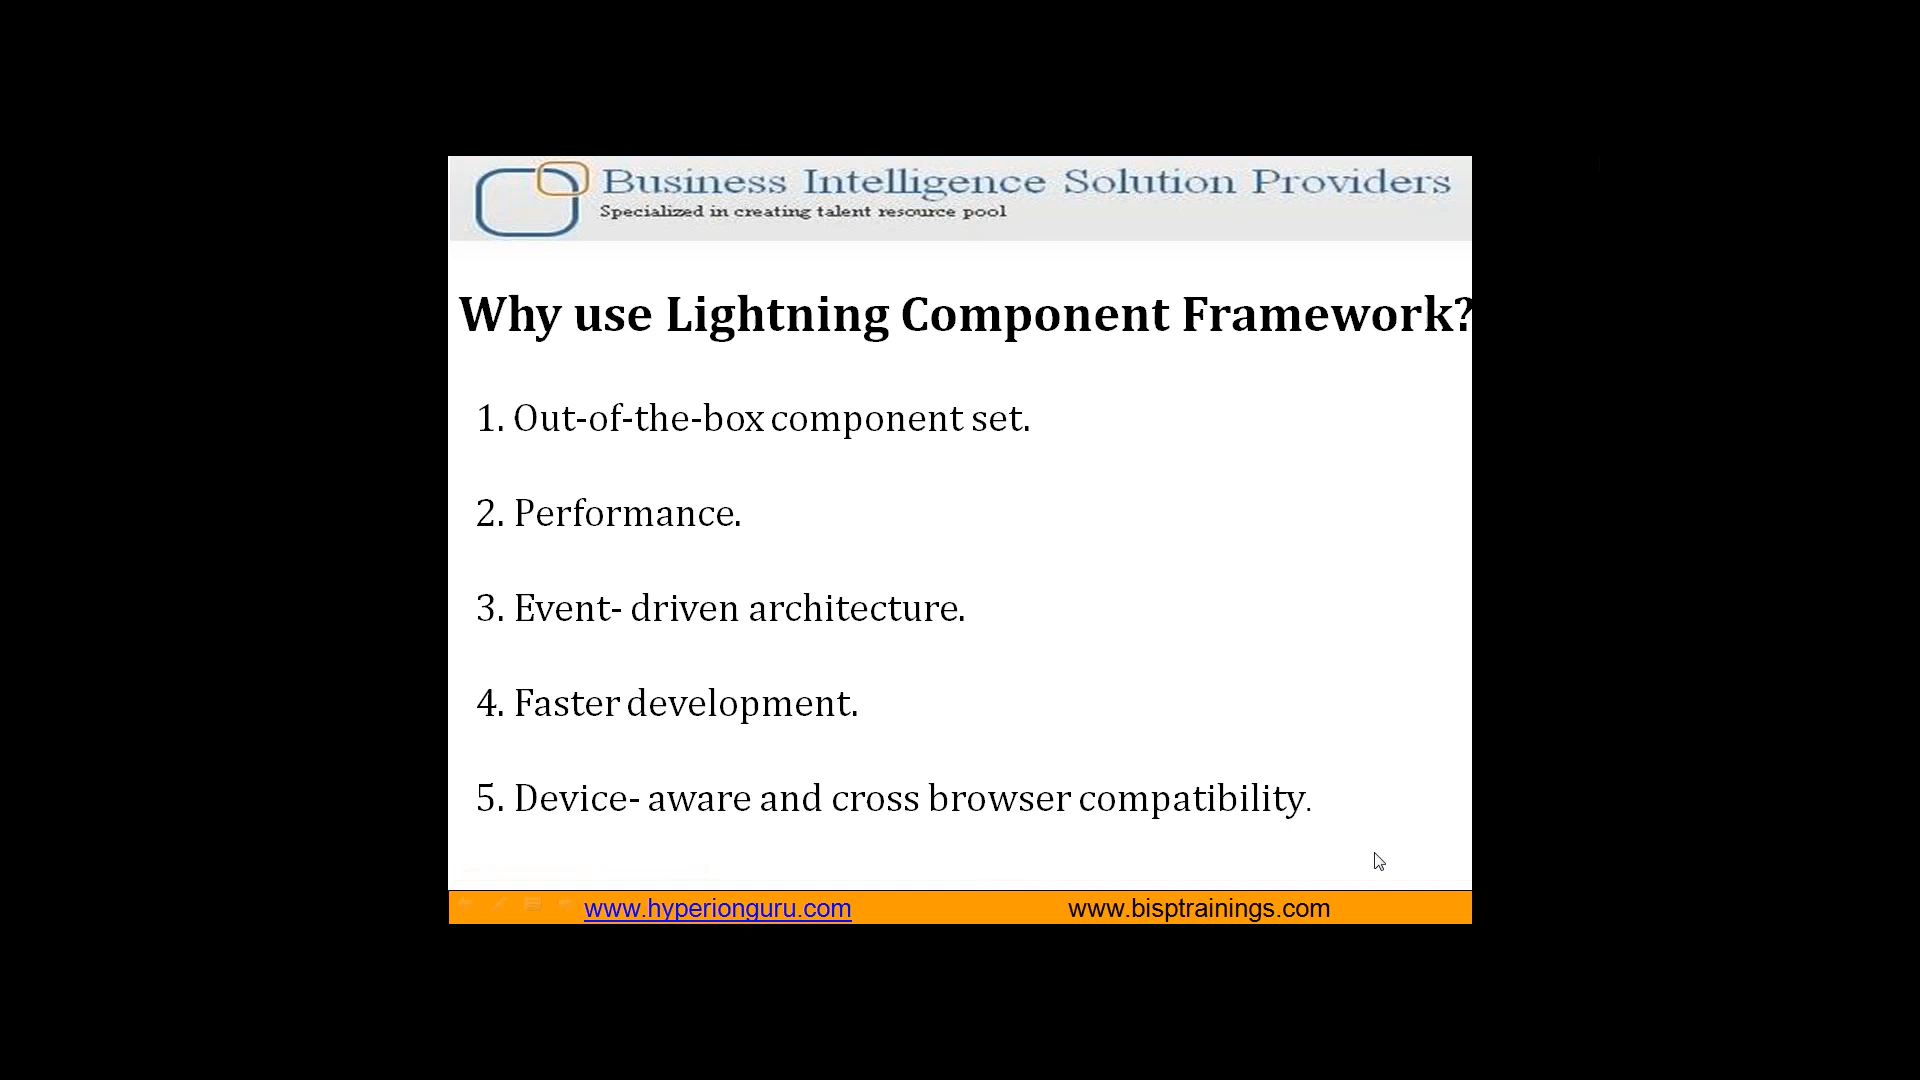 Business Intelligence Solution Providers
Specialized in creating talent resource pool
Why use Lightning Component Framework?
1. Out-of-the-box component set.
2. Performance.
3. Event- driven architecture.
4. Faster development.
5. Device- aware and cross browser compatibility.
www.hyperionguru.com www.bisptrainings.com